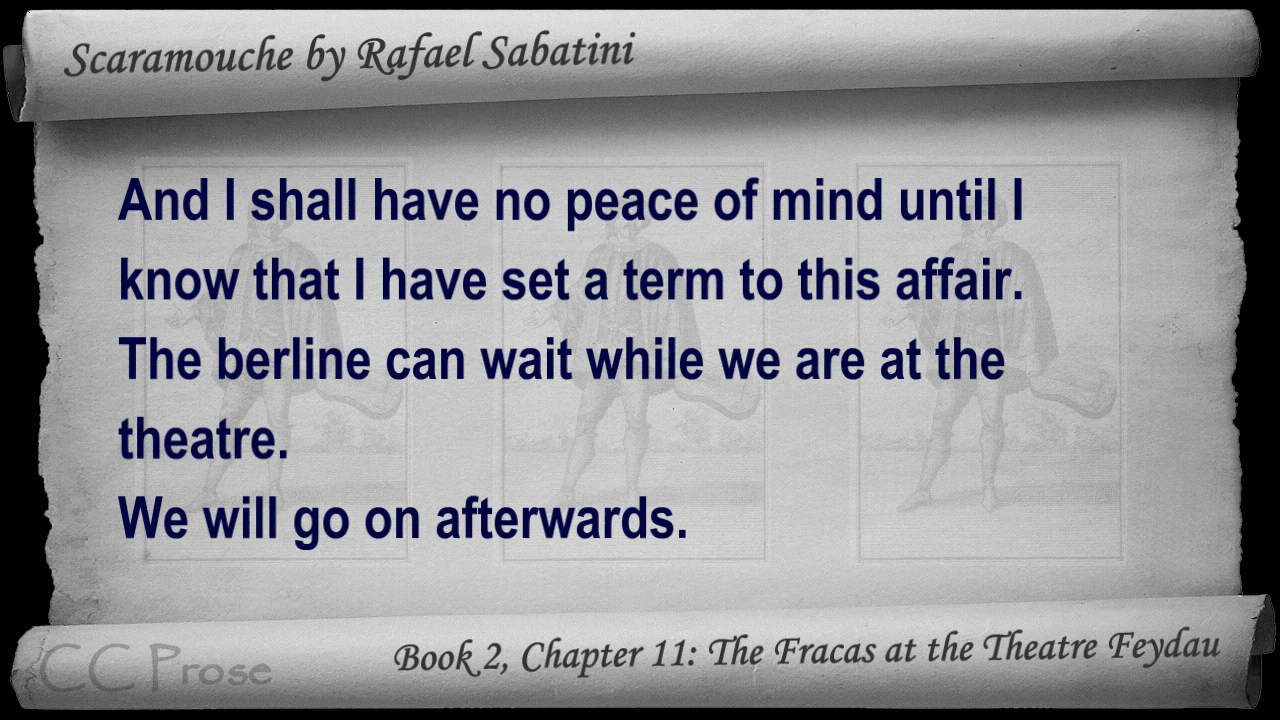 Scaramouche by Rafael Sabatini
And I shall have no peace of mind until I
know that I have set a term to this affair.
The berline can wait while we are at the
theatre.
We will go on afterwards.
CC Prose
Book 2, Chapter 11: The Fracas at the Theatre Feydau